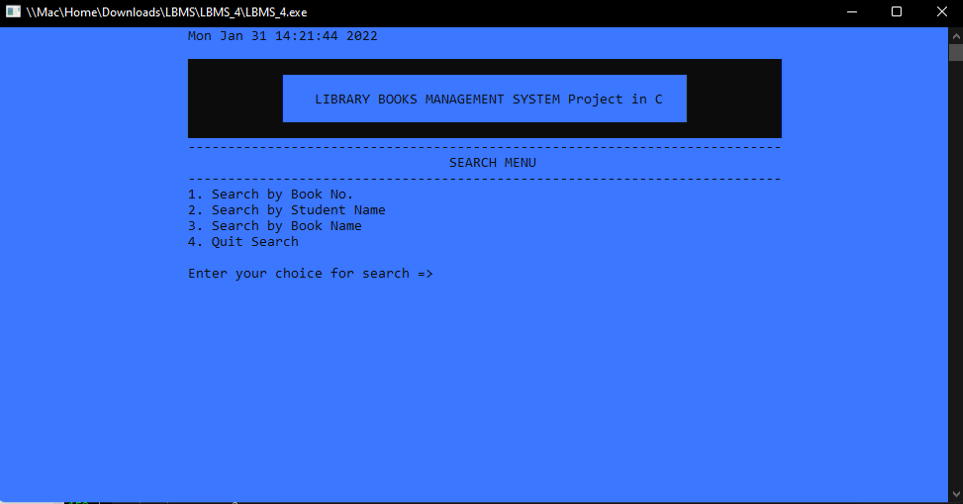 \\Mac\Home\Downloads\LBMS\LBMS_4\LBMS_4.exe
Mon Jan 31 14:21:44 2022
LIBRARY BOOKS MANAGEMENT SYSTEM Project in C
--------------------------------------------------------------------------
SEARCH MENU
--------------------------------------------------------------------------
1. Search by Book No.
2. Search by Student Name
3. Search by Book Name
4. Quit Search
Enter your choice for search =>